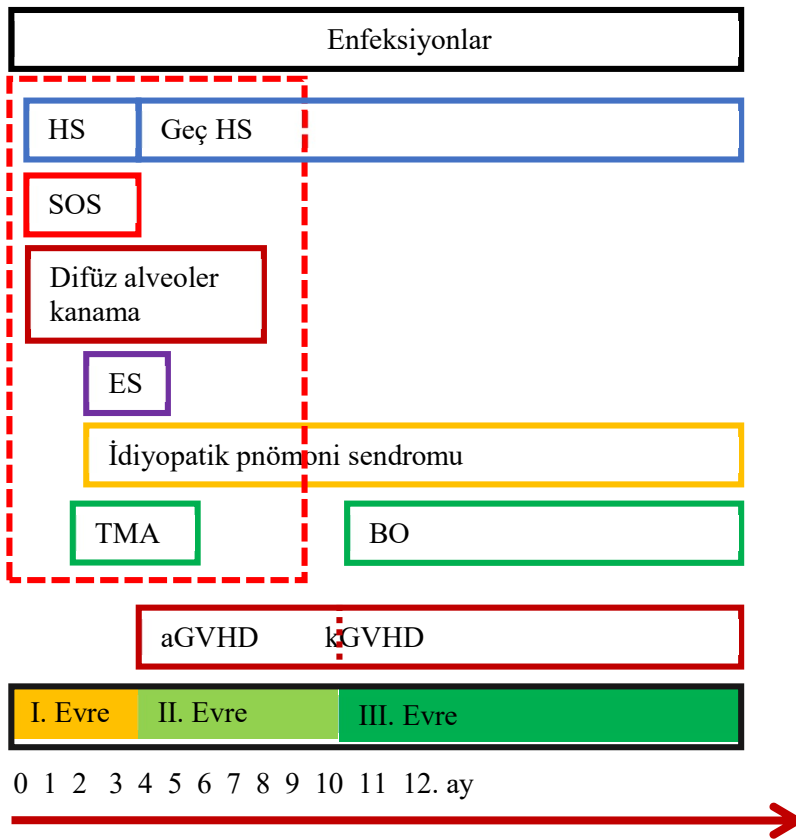 Enfeksiyonlar
HS Geç HS
SOS
Difüz alveoler
kanama
ES
İdiyopatik pnömoni sendromu
TMA BO
aGVHD kGVHD
I. Evre II. Evre III. Evre
0 1 2 3 4 5 6 7 8 9 10 11 12. ay